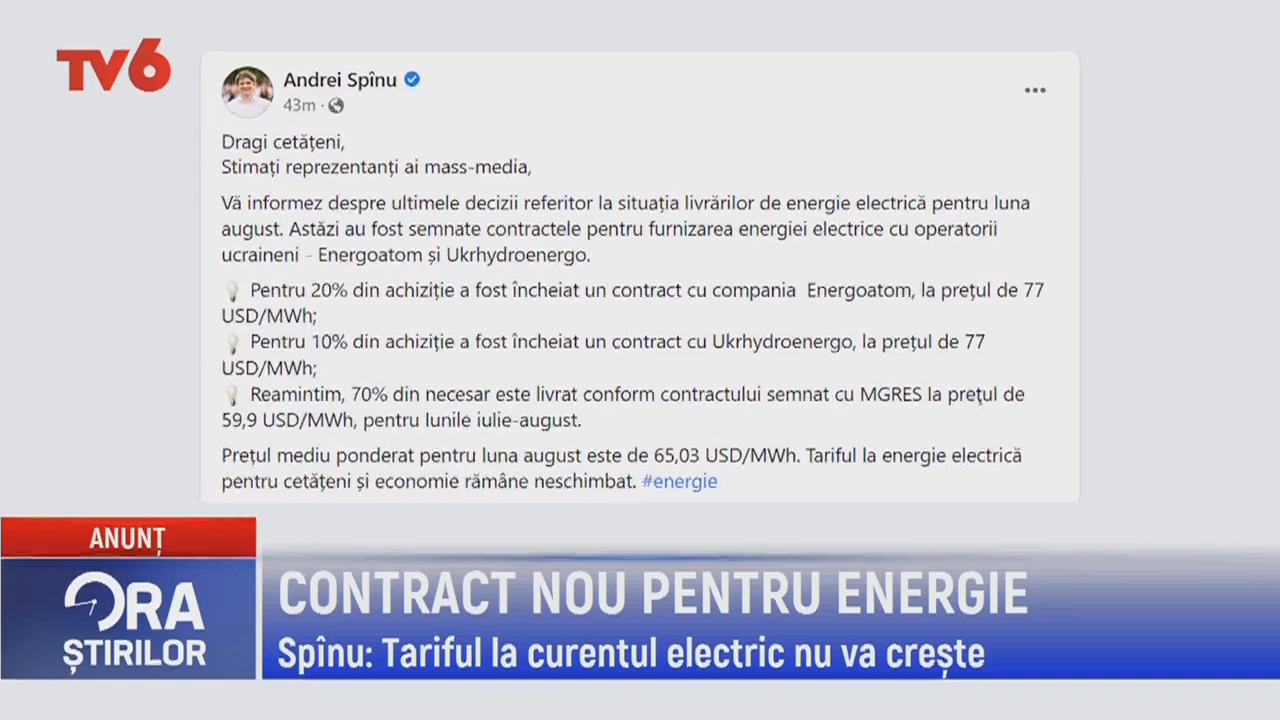 TV6
Andrei Spînu
43m ·
Dragi cetățeni,
Stimați reprezentanți ai mass-media,
Vă informez despre ultimele decizii referitor la situația livrărilor de energie electrică pentru luna
august. Astăzi au fost semnate contractele pentru furnizarea energiei electrice cu operatorii
ucraineni - Energoatom și Ukrhydroenergo.
Pentru 20% din achiziție a fost încheiat un contract cu compania Energoatom, la prețul de 77
USD/MWh;
Pentru 10% din achiziție a fost încheiat un contract cu Ukrhydroenergo, la prețul de 77
USD/MWh;
Reamintim, 70% din necesar este livrat conform contractului semnat cu MGRES la preţul de
59,9 USD/MWh, pentru lunile iulie-august.
Prețul mediu ponderat pentru luna august este de 65,03 USD/MWh. Tariful la energie electrică
pentru cetățeni și economie rămâne neschimbat. #energie
ANUNȚ
ORA
ȘTIRILOR
CONTRACT NOU PENTRU ENERGIE
Spînu: Tariful la curentul electric nu va crește